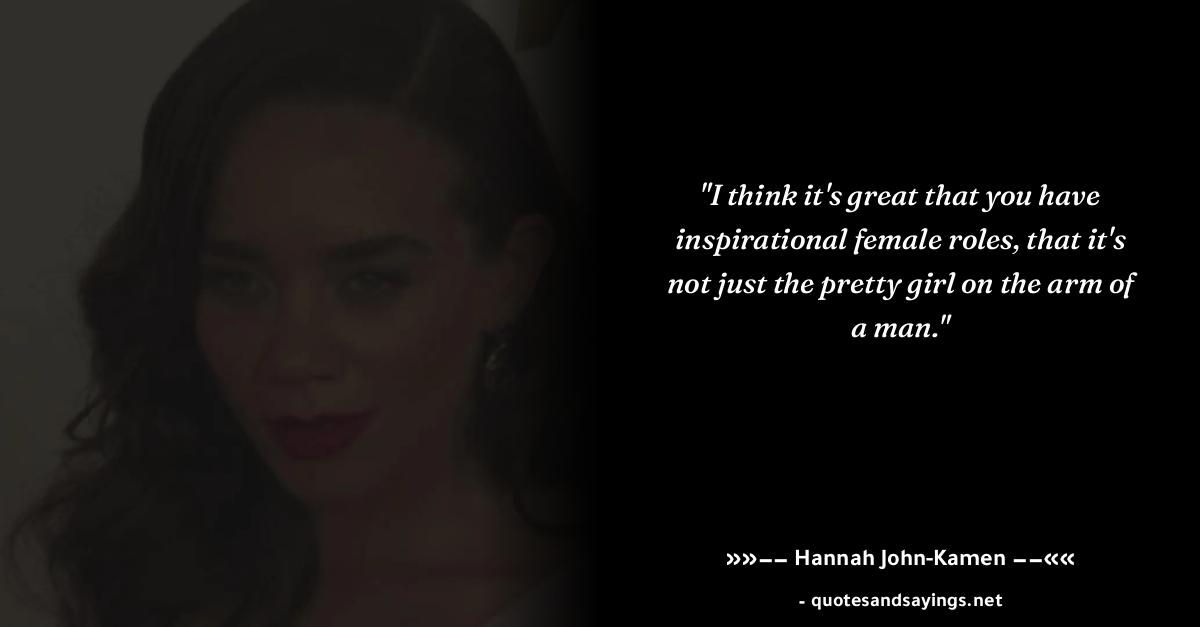 "I think it's great that you have
inspirational female roles, that it's
not just the pretty girl on the arm of
a man."
»»–– Hannah John-Kamen ––««
- quotesandsayings.net